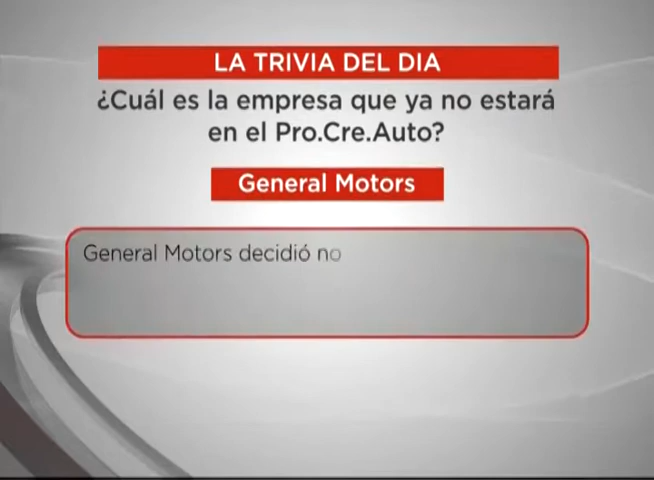 LA TRIVIA DEL DIA
¿Cuál es la empresa que ya no estará
en el Pro.Cre.Auto?
General Motors
General Motors decidió no